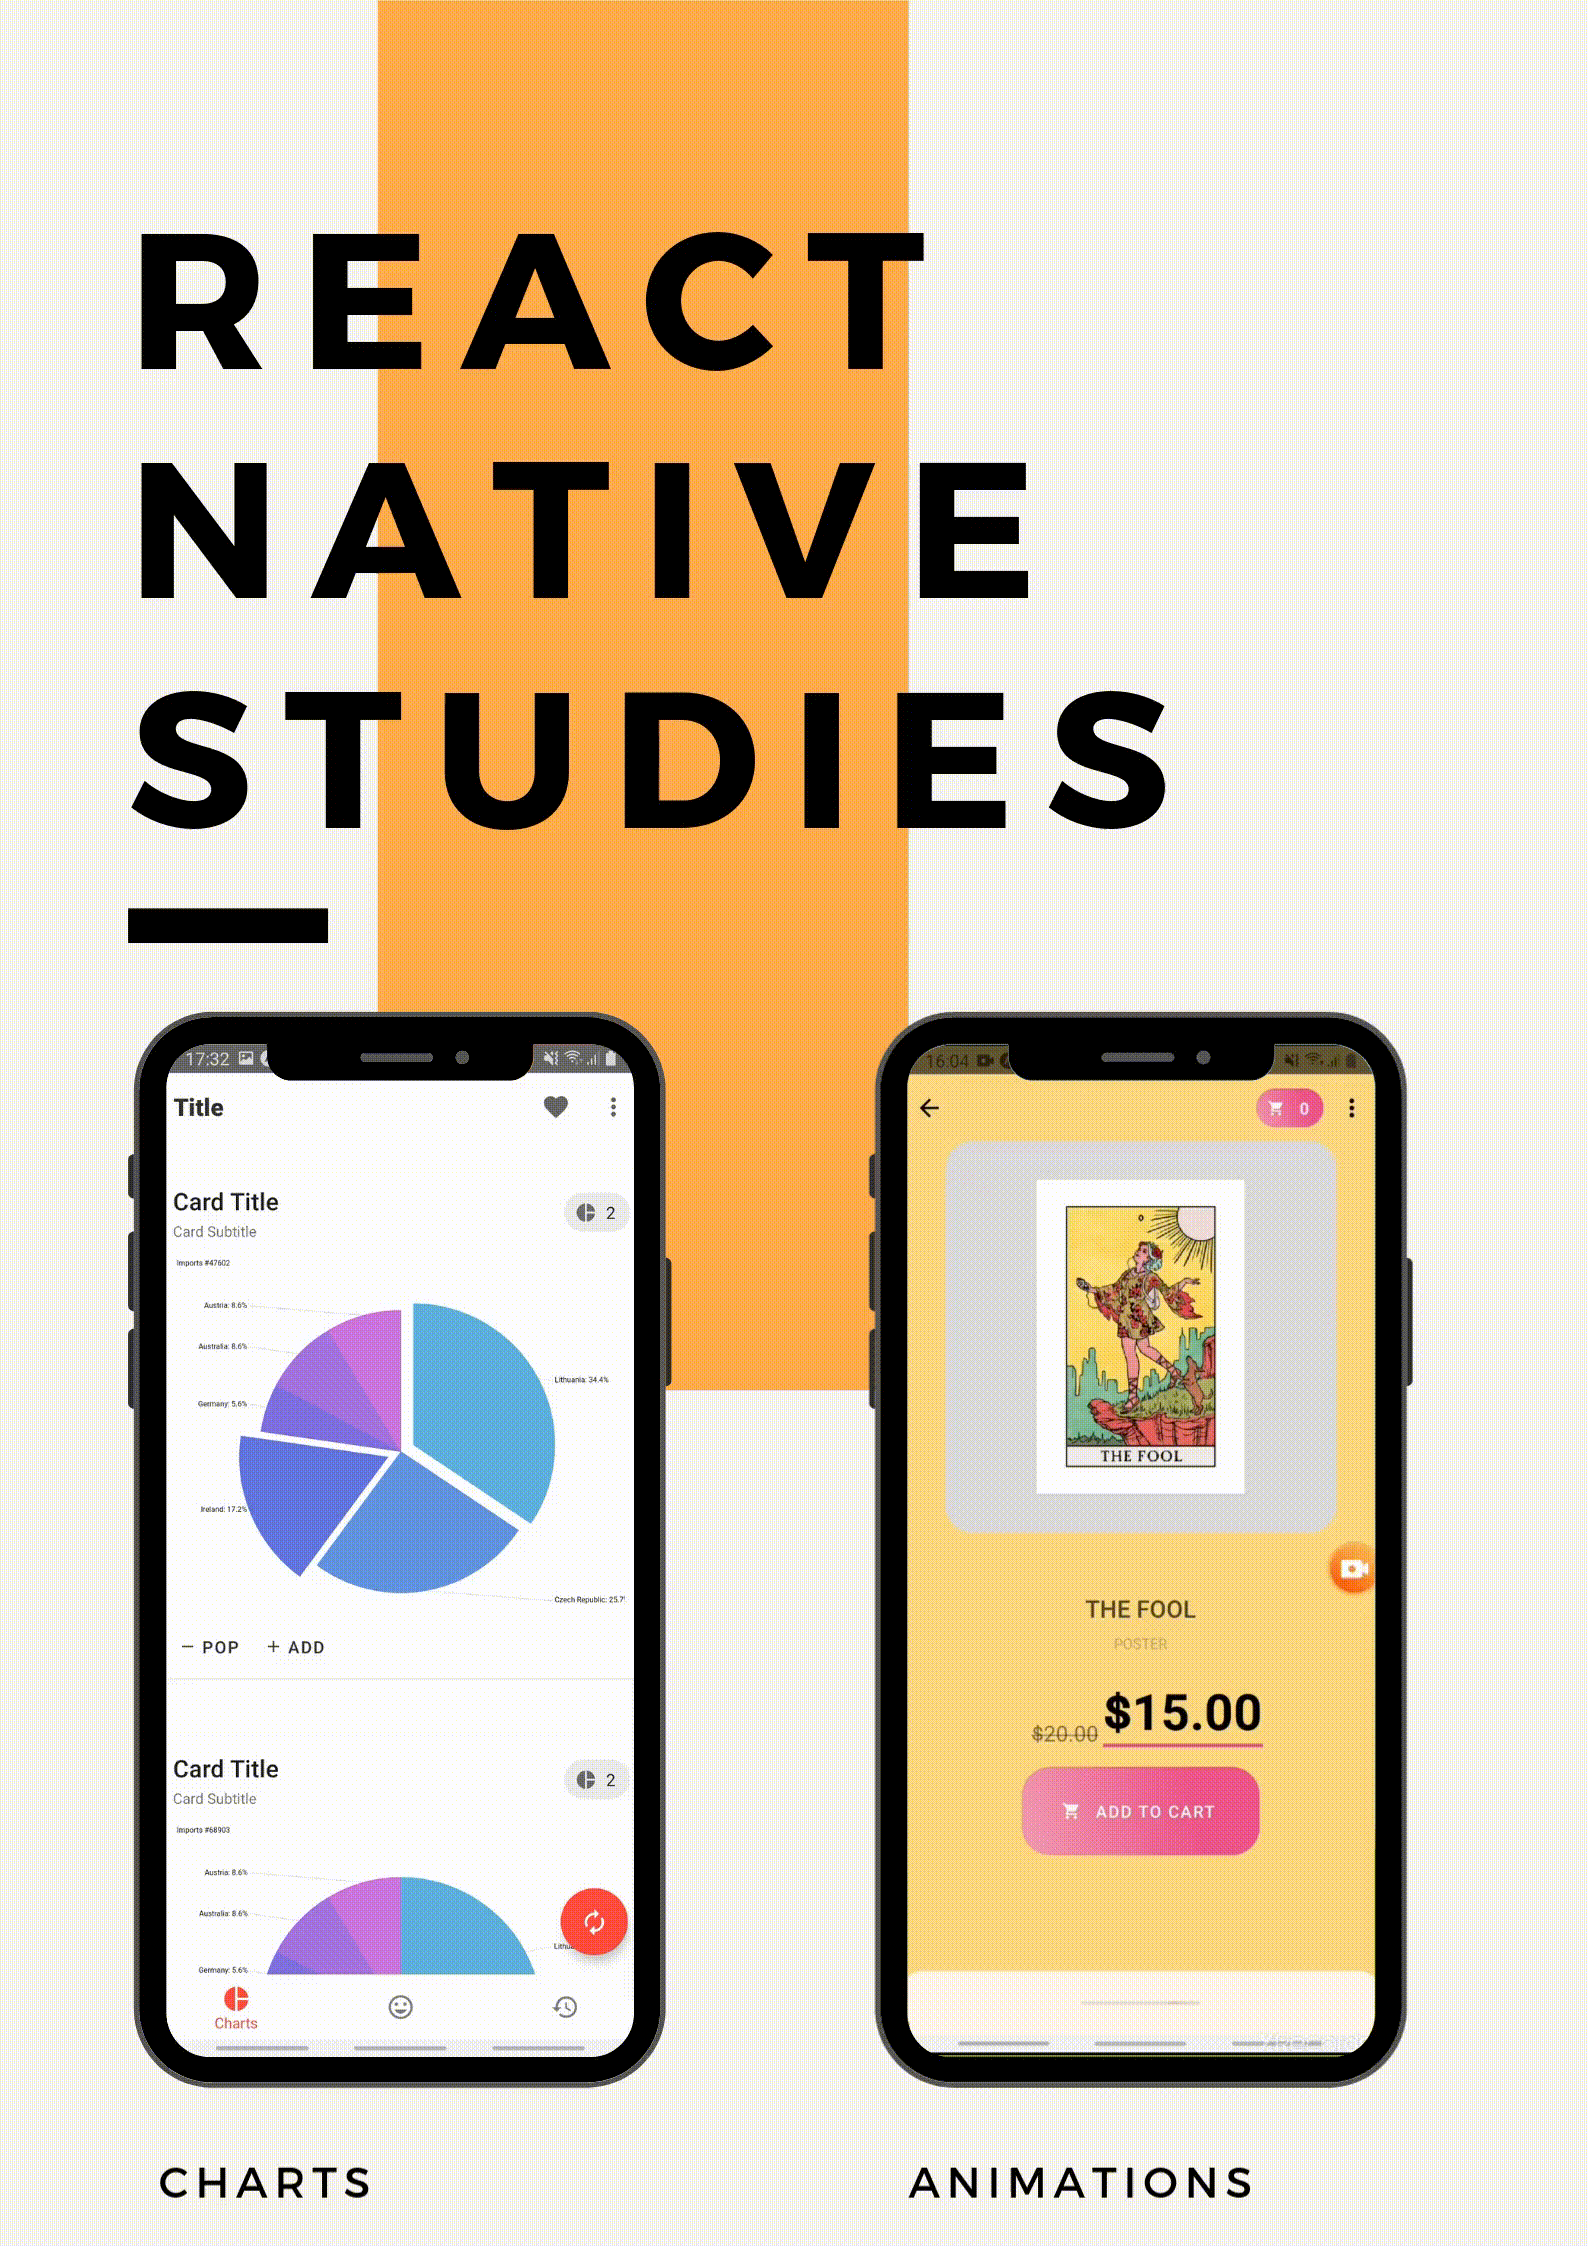 REACT
NATIVE
STUDIES
17:32
Title
Card Title
2
Card Subtitle
Imports #47602
Austria: 8.6%
Australia: 8.6%
Lithuania: 34.4%
Germany: 5.6%
Ireland: 17.2%
Czech Republic: 25.7
− POP + ADD
Card Title
2
Card Subtitle
Imports #68903
Austria: 8.6%
Australia: 8.6%
Germany: 5.6%
Charts
16:04
0
0
THE FOOL
THE FOOL
POSTER
$20.00 $15.00
ADD TO CART
CHARTS
ANIMATIONS